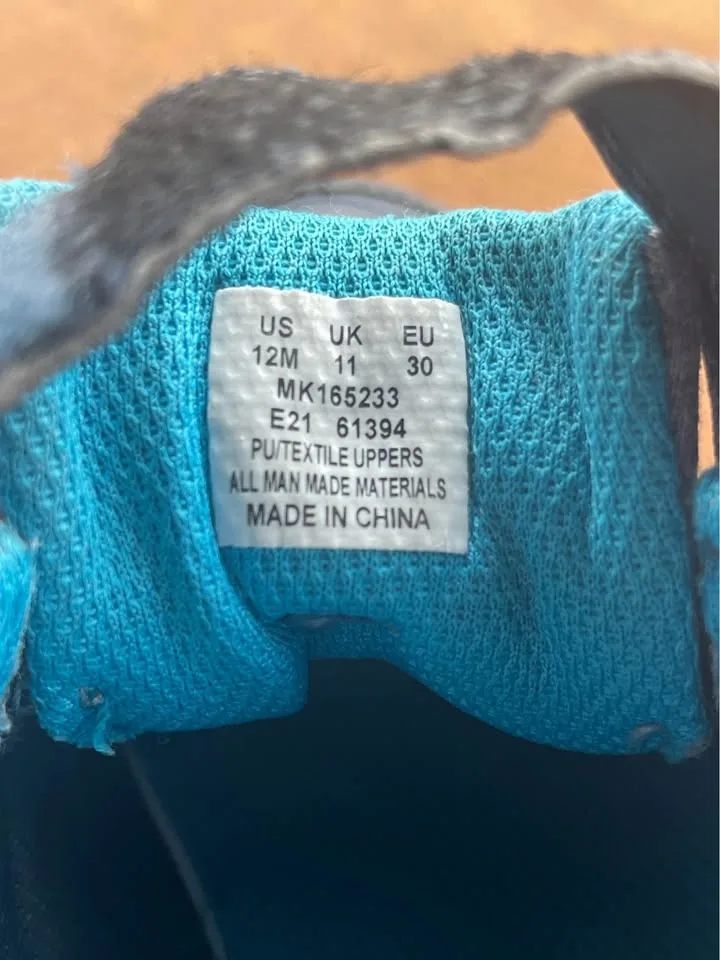 US UK EU
12M 11 30
MK165233
E21 61394
PU/TEXTILE UPPERS
ALL MAN MADE MATERIALS
MADE IN CHINA